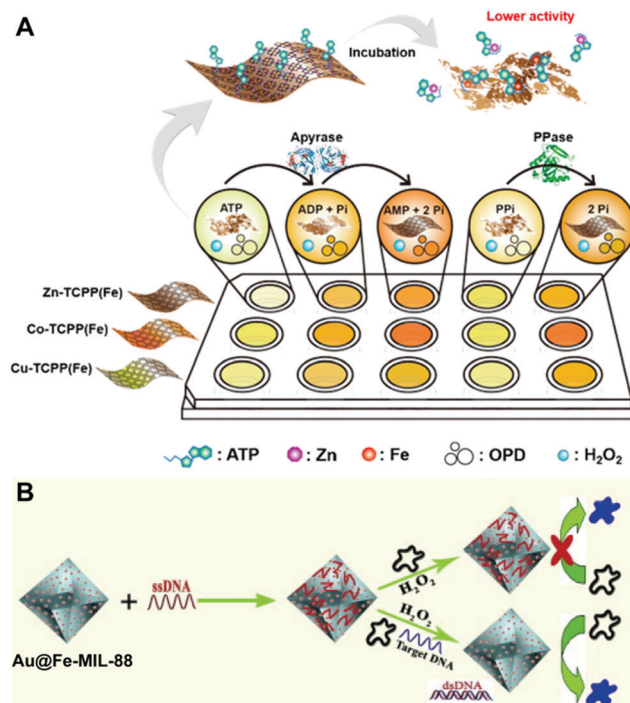 A
Lower activity
Incubation
Apyrase
PPase
ATP
ADP + Pi
AMP + 2 Pi
PPi
2 Pi
Zn-TCPP(Fe)
Co-TCPP(Fe)
Cu-TCPP(Fe)
: ATP : Zn : Fe : OPD : H₂O₂
B
ssDNA
+
H₂O₂
H₂O₂
Target DNA
Au@Fe-MIL-88
dsDNA